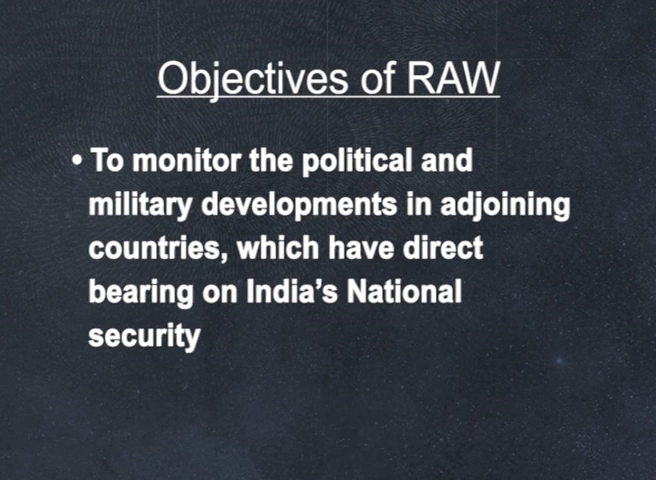 Objectives of RAW
• To monitor the political and
military developments in adjoining
countries, which have direct
bearing on India's National
security